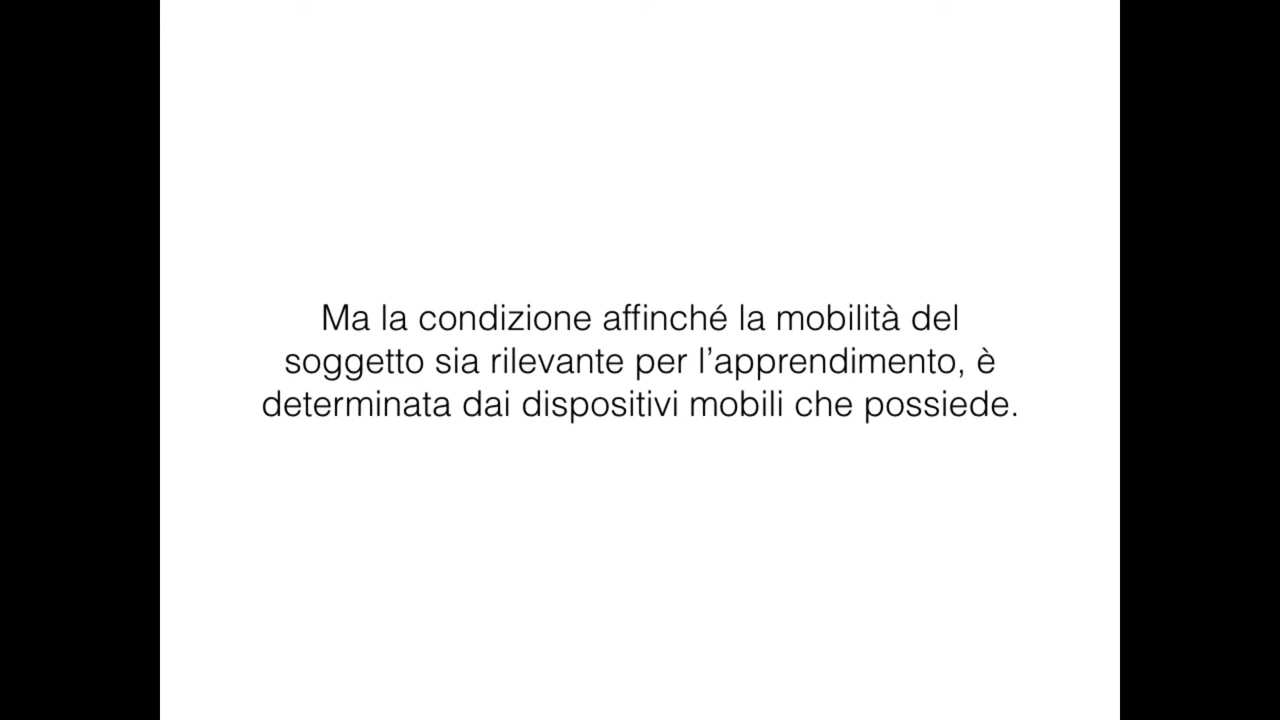 Ma la condizione affinché la mobilità del
soggetto sia rilevante per l’apprendimento, è
determinata dai dispositivi mobili che possiede.